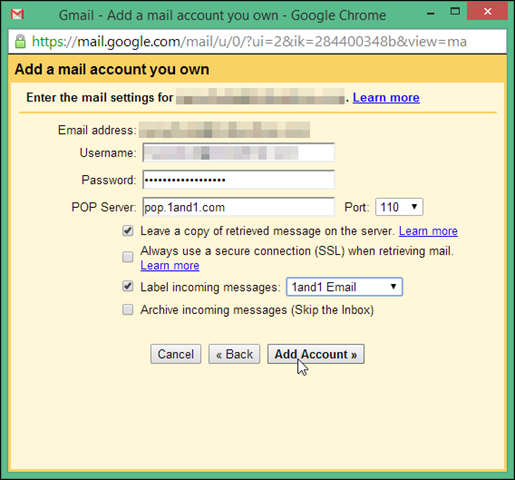 Gmail - Add a mail account you own - Google Chrome
https://mail.google.com/mail/u/0/?ui=2&ik=284400348b&view=ma
Add a mail account you own
Enter the mail settings for . Learn more
Email address:
Username:
Password: ••••••••••••••••••
POP Server: pop.1and1.com Port: 110
Leave a copy of retrieved message on the server. Learn more
Always use a secure connection (SSL) when retrieving mail.
Learn more
Label incoming messages: 1and1 Email
Archive incoming messages (Skip the Inbox)
Cancel « Back Add Account »